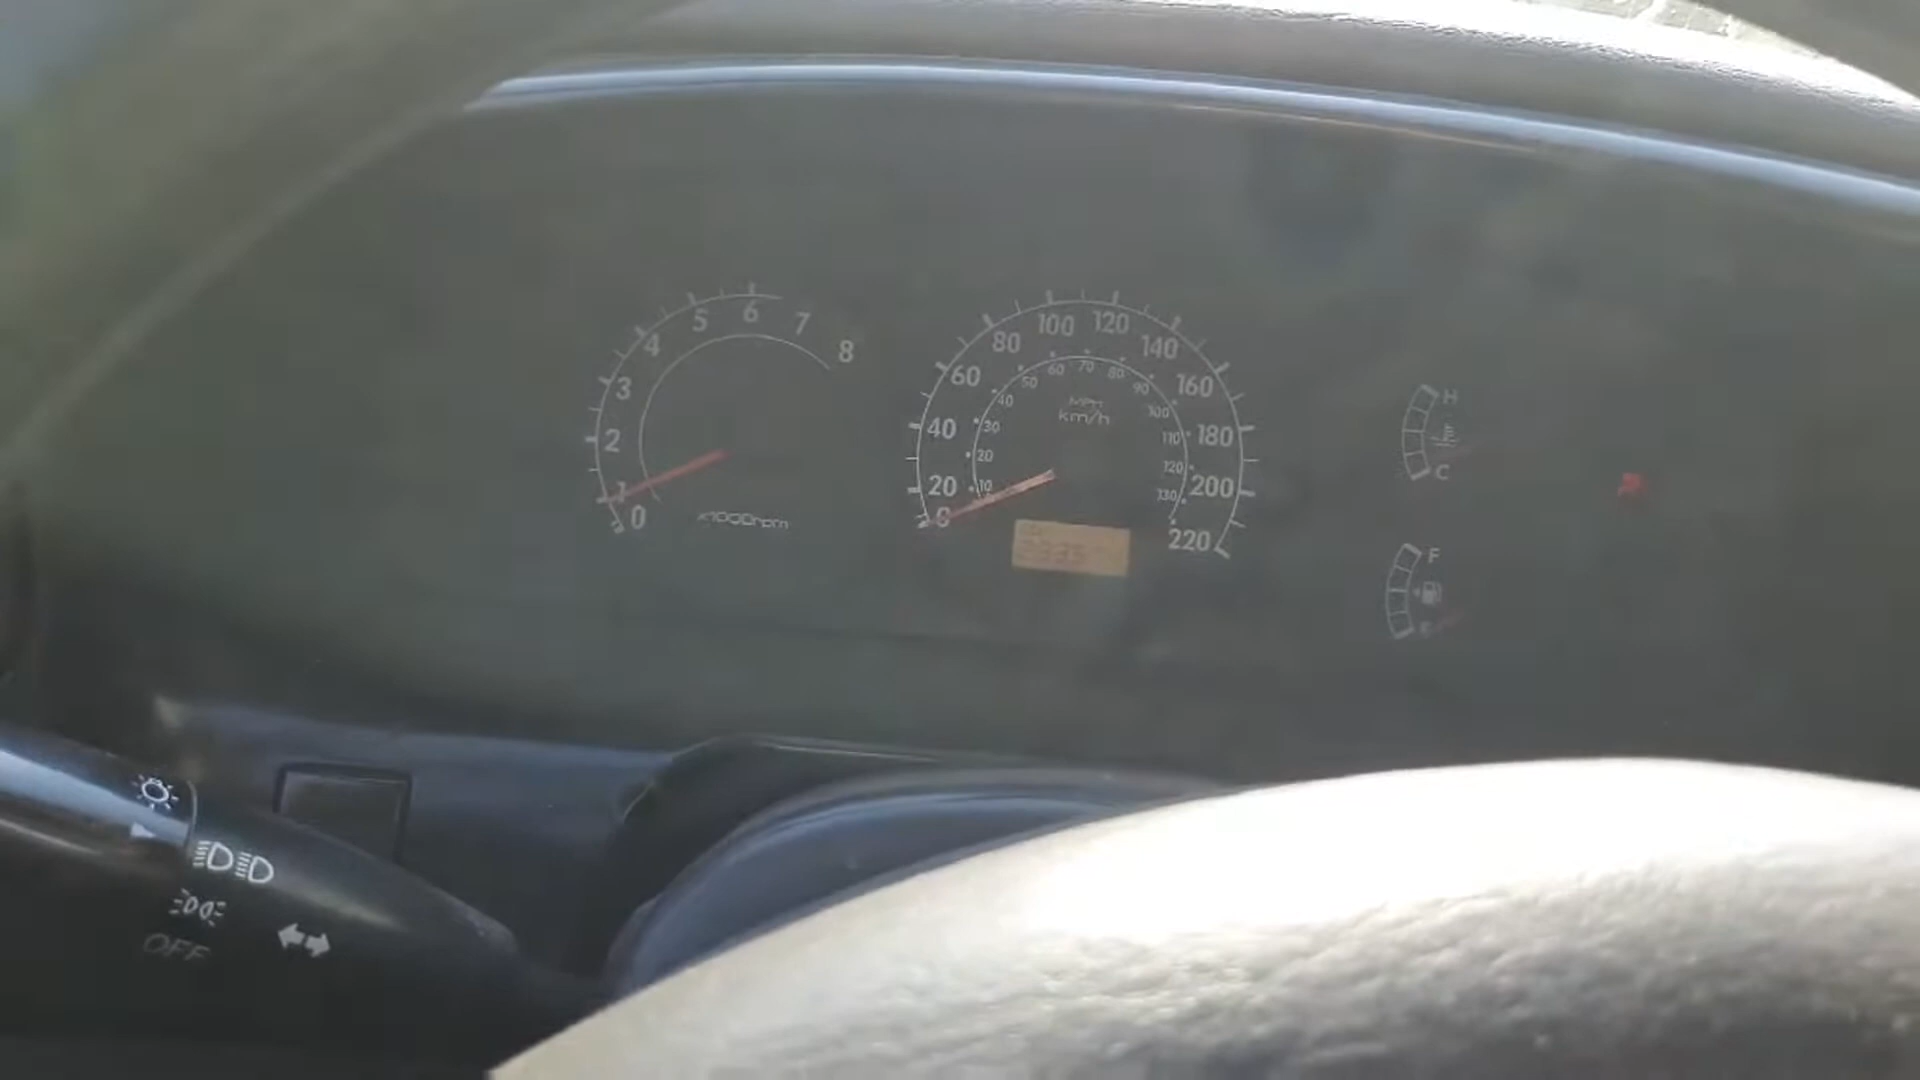 0 1 2 3 4 5 6 7 8
x1000rpm
0 20 40 60 80 100 120 140 160 180 200 220
10 20 30 40 50 60 70 80 90 100 110 120 130
MPH
km/h
H
C
F
E
OFF